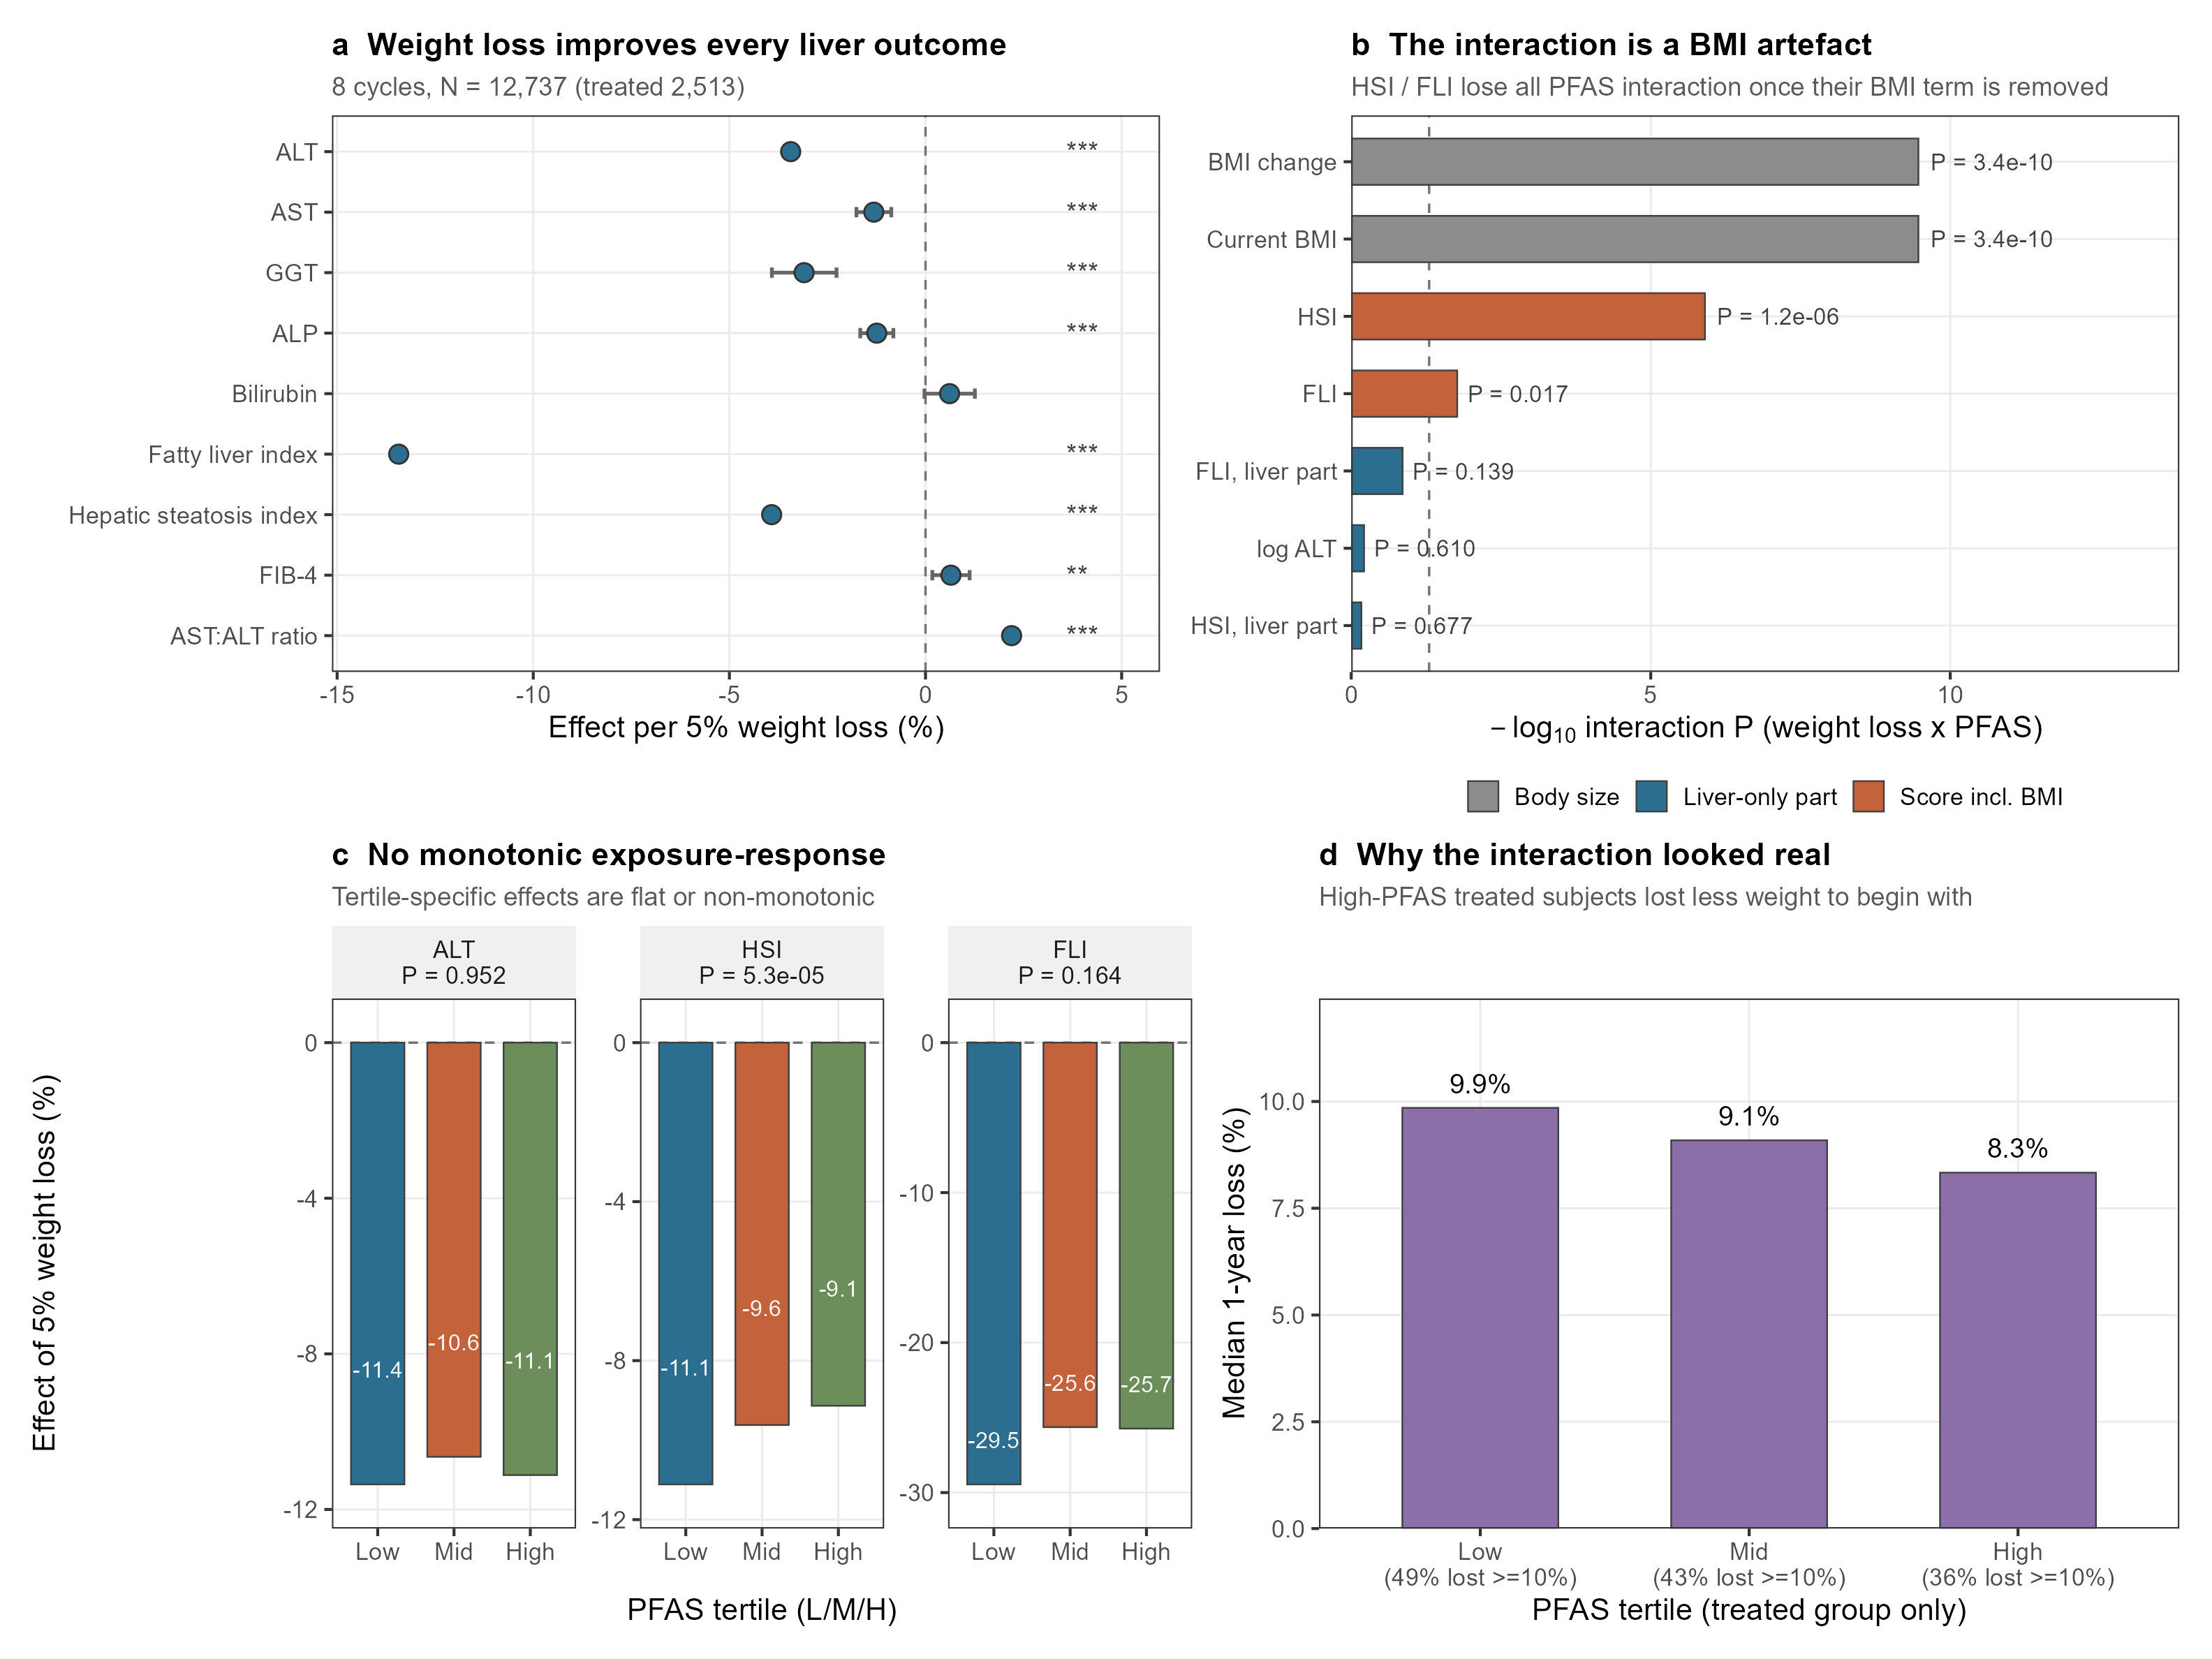 a Weight loss improves every liver outcome
8 cycles, N = 12,737 (treated 2,513)
ALT
AST
GGT
ALP
Bilirubin
Fatty liver index
Hepatic steatosis index
FIB-4
AST:ALT ratio
***
***
***
***
***
***
**
***
-15 -10 -5 0 5
Effect per 5% weight loss (%)
b The interaction is a BMI artefact
HSI / FLI lose all PFAS interaction once their BMI term is removed
BMI change P = 3.4e-10
Current BMI P = 3.4e-10
HSI P = 1.2e-06
FLI P = 0.017
FLI, liver part P = 0.139
log ALT P = 0.610
HSI, liver part P = 0.677
0 5 10
−log10 interaction P (weight loss x PFAS)
Body size Liver-only part Score incl. BMI
c No monotonic exposure-response
Tertile-specific effects are flat or non-monotonic
Effect of 5% weight loss (%)
ALT
P = 0.952
0
-4
-8
-12
-11.4 -10.6 -11.1
Low Mid High
HSI
P = 5.3e-05
0
-4
-8
-12
-11.1 -9.6 -9.1
Low Mid High
FLI
P = 0.164
0
-10
-20
-30
-29.5 -25.6 -25.7
Low Mid High
PFAS tertile (L/M/H)
d Why the interaction looked real
High-PFAS treated subjects lost less weight to begin with
Median 1-year loss (%)
10.0
7.5
5.0
2.5
0.0
9.9% 9.1% 8.3%
Low Mid High
(49% lost >=10%) (43% lost >=10%) (36% lost >=10%)
PFAS tertile (treated group only)